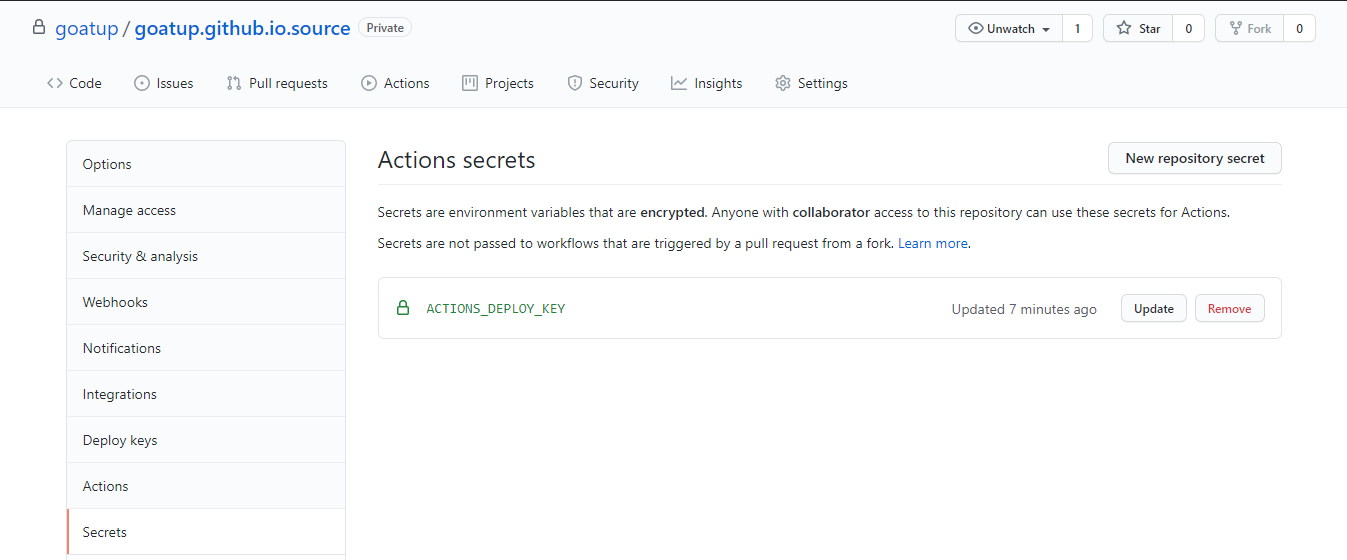 goatup / goatup.github.io.source Private Unwatch 1 Star 0 Fork 0
Code Issues Pull requests Actions Projects Security Insights Settings
Options
Manage access
Security & analysis
Webhooks
Notifications
Integrations
Deploy keys
Actions
Secrets
Actions secrets New repository secret
Secrets are environment variables that are encrypted. Anyone with collaborator access to this repository can use these secrets for Actions.
Secrets are not passed to workflows that are triggered by a pull request from a fork. Learn more.
ACTIONS_DEPLOY_KEY Updated 7 minutes ago Update Remove